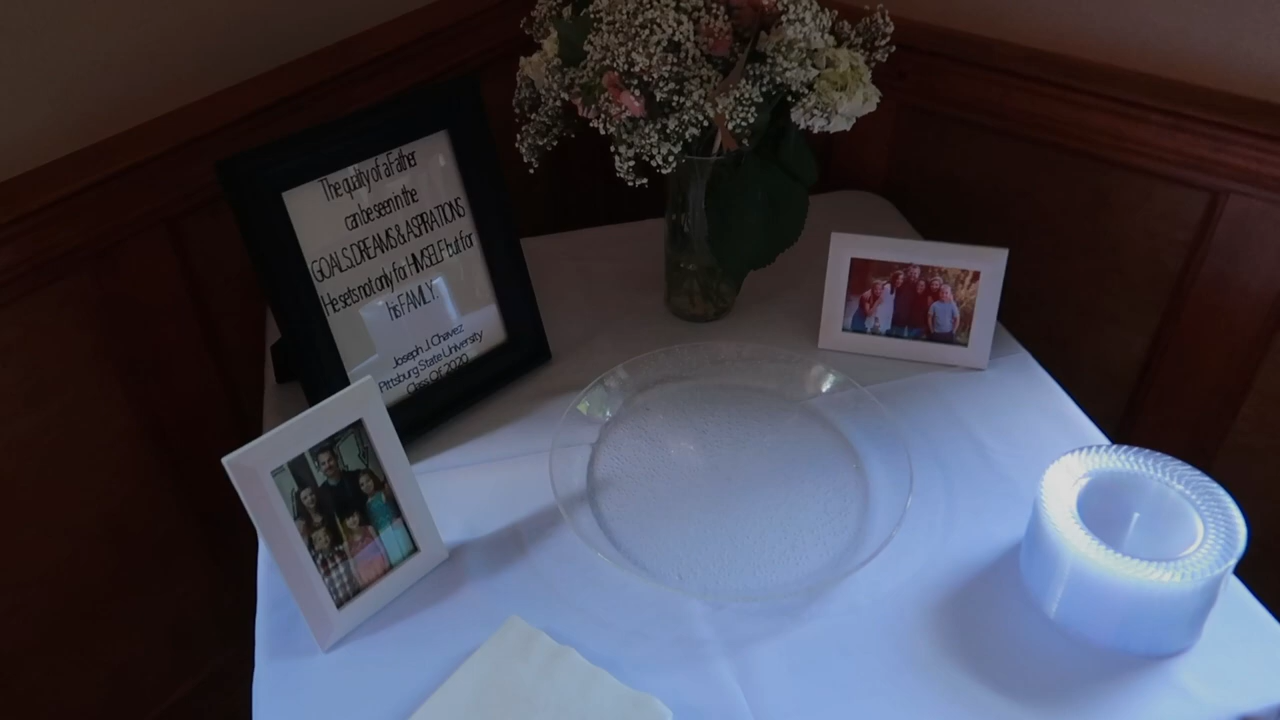 The quality of a Father
can be seen in the
GOALS, DREAMS & ASPIRATIONS
He sets not only for HIMSELF but for
his FAMILY.
Joseph J. Chavez
Pittsburg State University
Class Of 2020